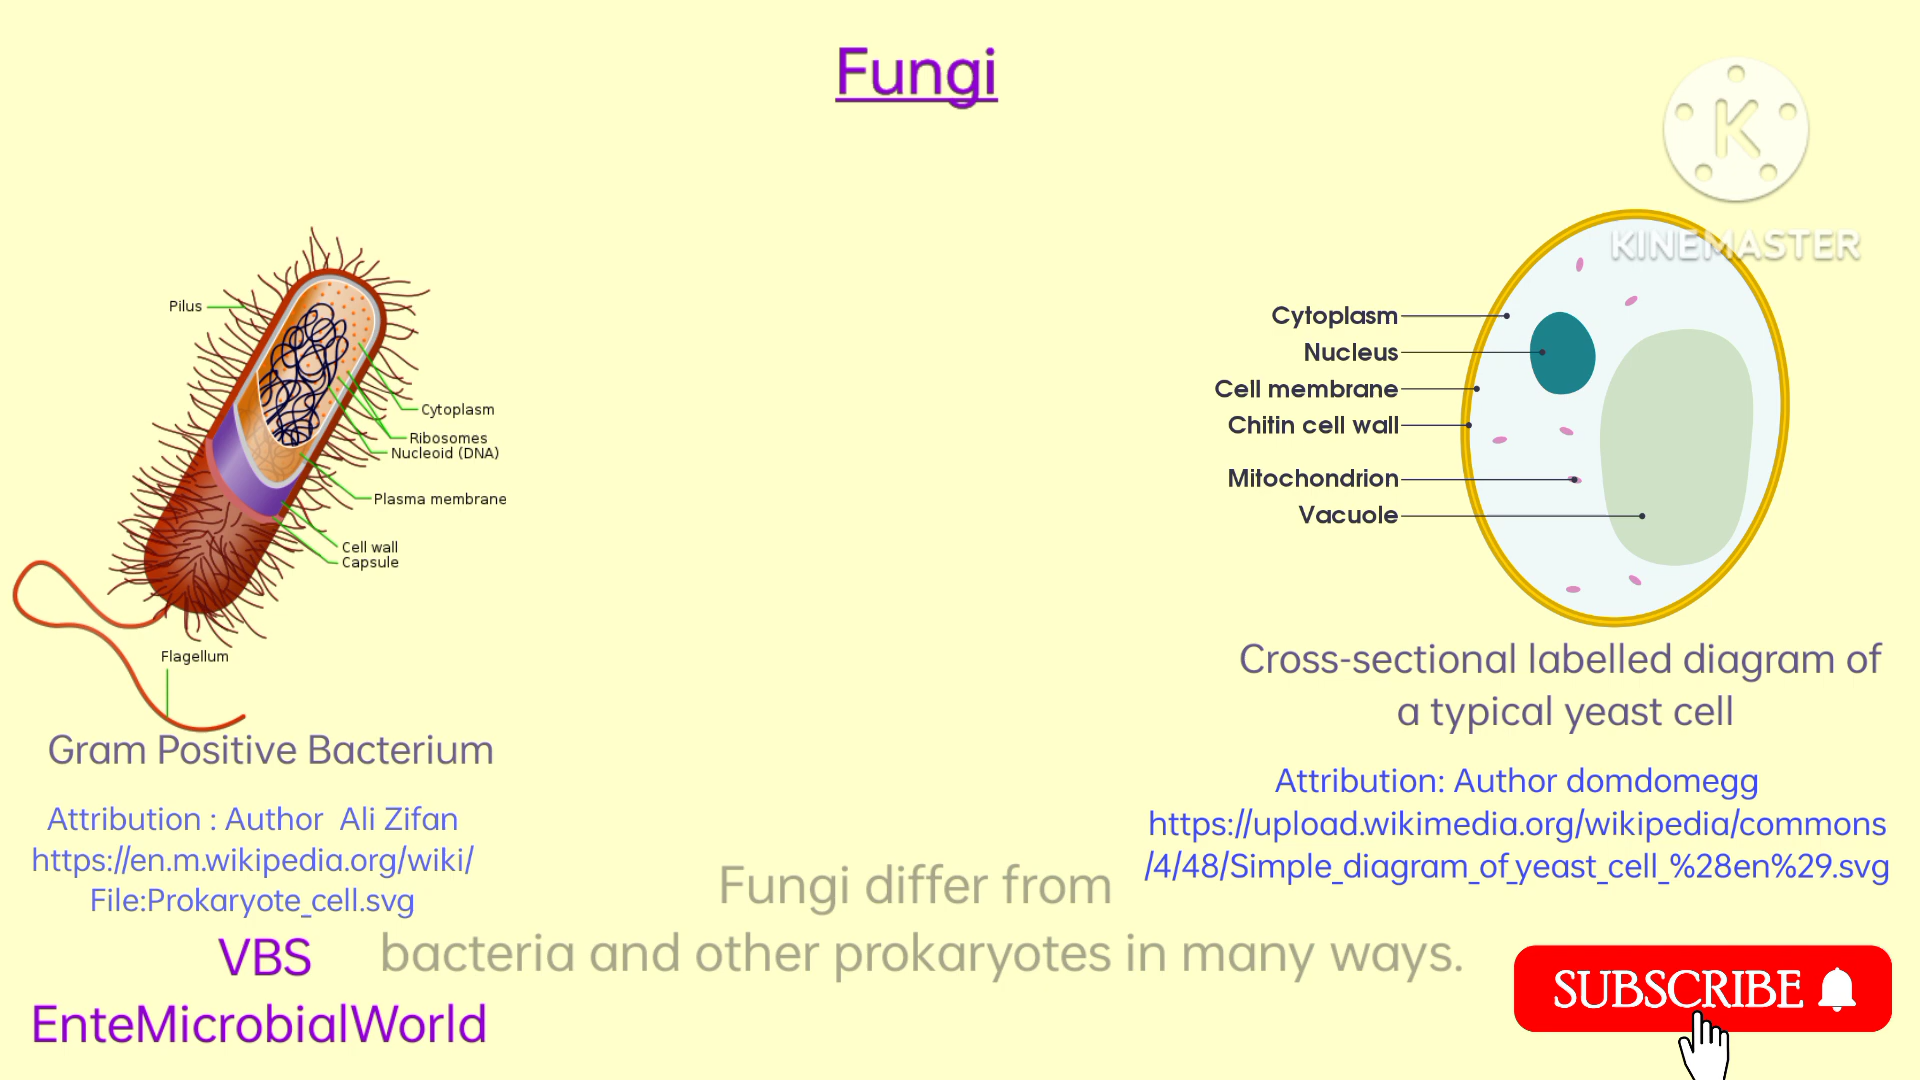 Fungi
K
KINEMASTER
Pilus
Cytoplasm
Ribosomes
Nucleoid (DNA)
Plasma membrane
Cell wall
Capsule
Flagellum
Gram Positive Bacterium
Attribution : Author  Ali Zifan
https://en.m.wikipedia.org/wiki/
File:Prokaryote_cell.svg
Cytoplasm
Nucleus
Cell membrane
Chitin cell wall
Mitochondrion
Vacuole
Cross-sectional labelled diagram of
a typical yeast cell
Attribution: Author domdomegg
https://upload.wikimedia.org/wikipedia/commons
/4/48/Simple_diagram_of_yeast_cell_%28en%29.svg
Fungi differ from
bacteria and other prokaryotes in many ways.
VBS
EnteMicrobialWorld
SUBSCRIBE